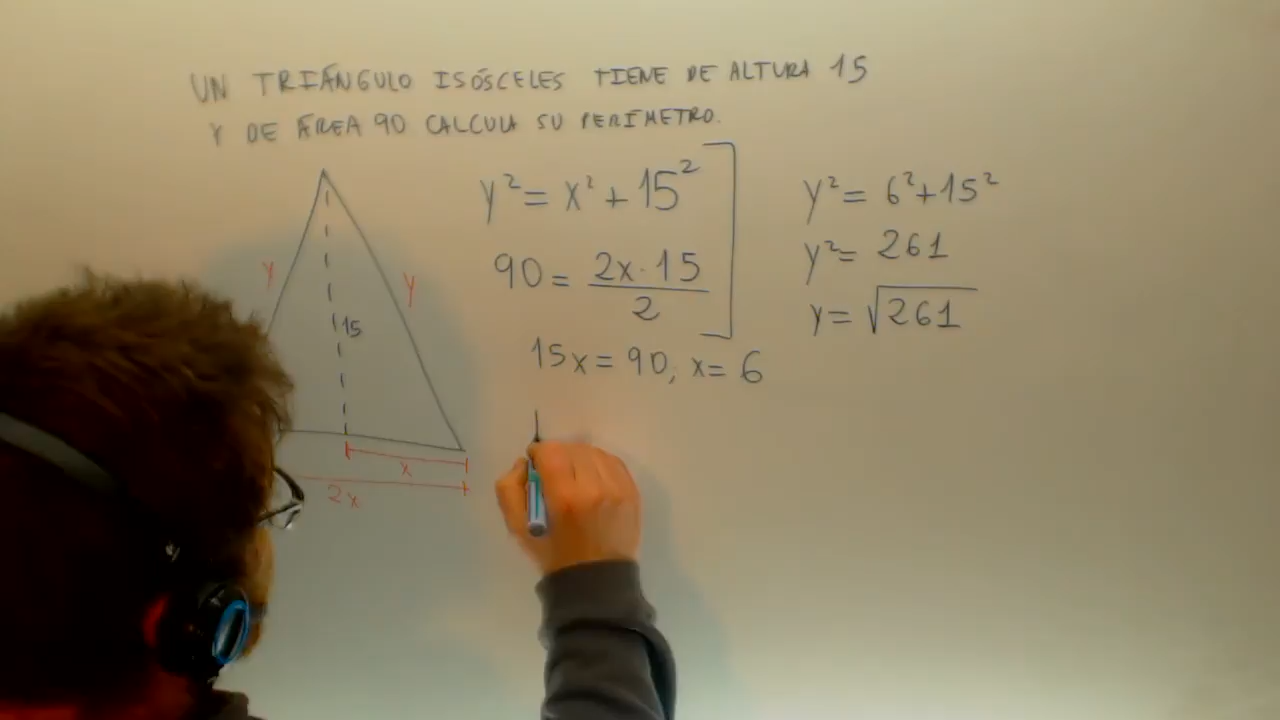 UN TRIÁNGULO ISÓSCELES TIENE DE ALTURA 15
Y DE ÁREA 90 CALCULA SU PERÍMETRO.
y² = x² + 15²
90 = 2x · 15 / 2
15x = 90; x = 6
y² = 6² + 15²
y² = 261
y = √261
y
y
15
x
2x